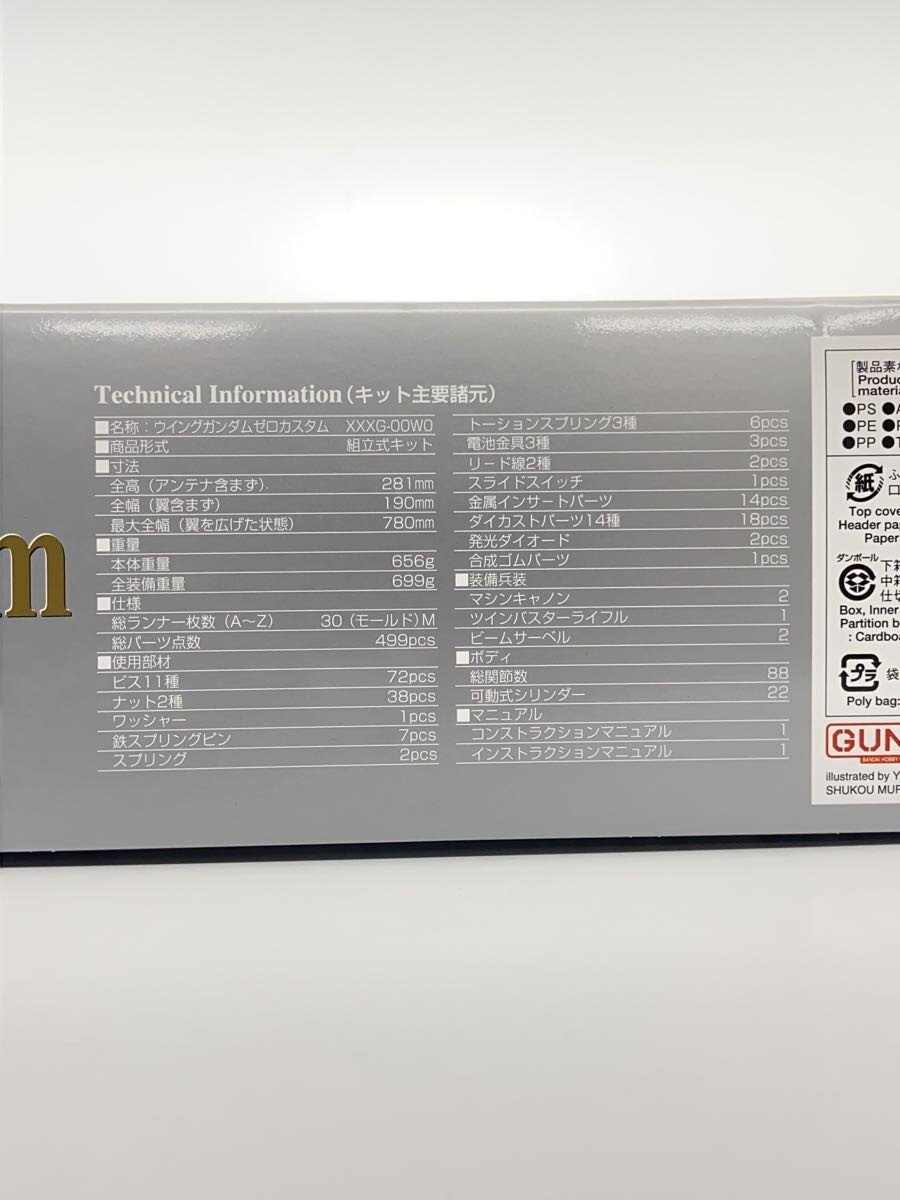 m
Technical Information（キット主要諸元）
■名称：ウイングガンダムゼロカスタム　XXXG-00W0
■商品形式　組立式キット
■寸法
全高（アンテナ含まず）　281mm
全幅（翼含まず）　190mm
最大全幅（翼を広げた状態）　780mm
■重量
本体重量　656g
全装備重量　699g
■仕様
総ランナー枚数（A～Z）　30（モールド）M
総パーツ点数　499pcs
■使用部材
ビス11種　72pcs
ナット2種　38pcs
ワッシャー　1pcs
鉄スプリングピン　7pcs
スプリング　2pcs
トーションスプリング3種　6pcs
電池金具3種　3pcs
リード線2種　2pcs
スライドスイッチ　1pcs
金属インサートパーツ　14pcs
ダイカストパーツ14種　18pcs
発光ダイオード　2pcs
合成ゴムパーツ　1pcs
■装備兵装
マシンキャノン　2
ツインバスターライフル　1
ビームサーベル　2
■ボディ
総関節数　88
可動式シリンダー　22
■マニュアル
コンストラクションマニュアル　1
インストラクションマニュアル　1
製品素
Produc
materia
●PS ●A
●PE ●
●PP ●T
紙
Top cove
Header pa
Paper
ダンボール
下箱
中箱
仕切
Box, Inner
Partition b
: Cardboa
プラ 袋
Poly bag:
GUN
BANDAI HOBBY
illustrated by Y
SHUKOU MUR